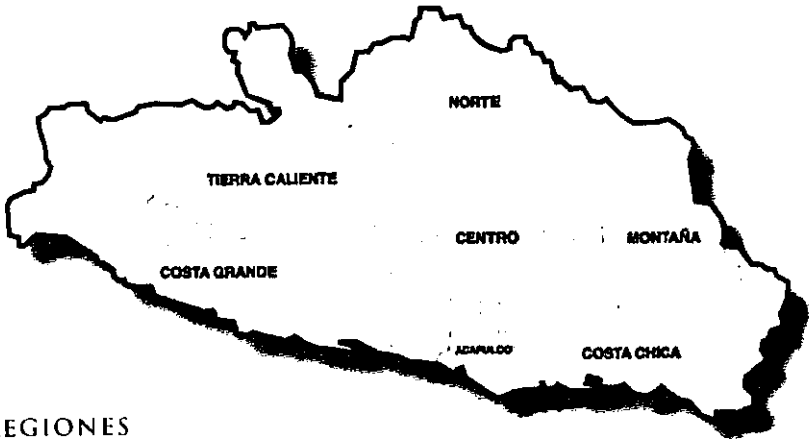 NORTE
TIERRA CALIENTE
CENTRO
MONTAÑA
COSTA GRANDE
ACAPULCO
COSTA CHICA
EGIONES